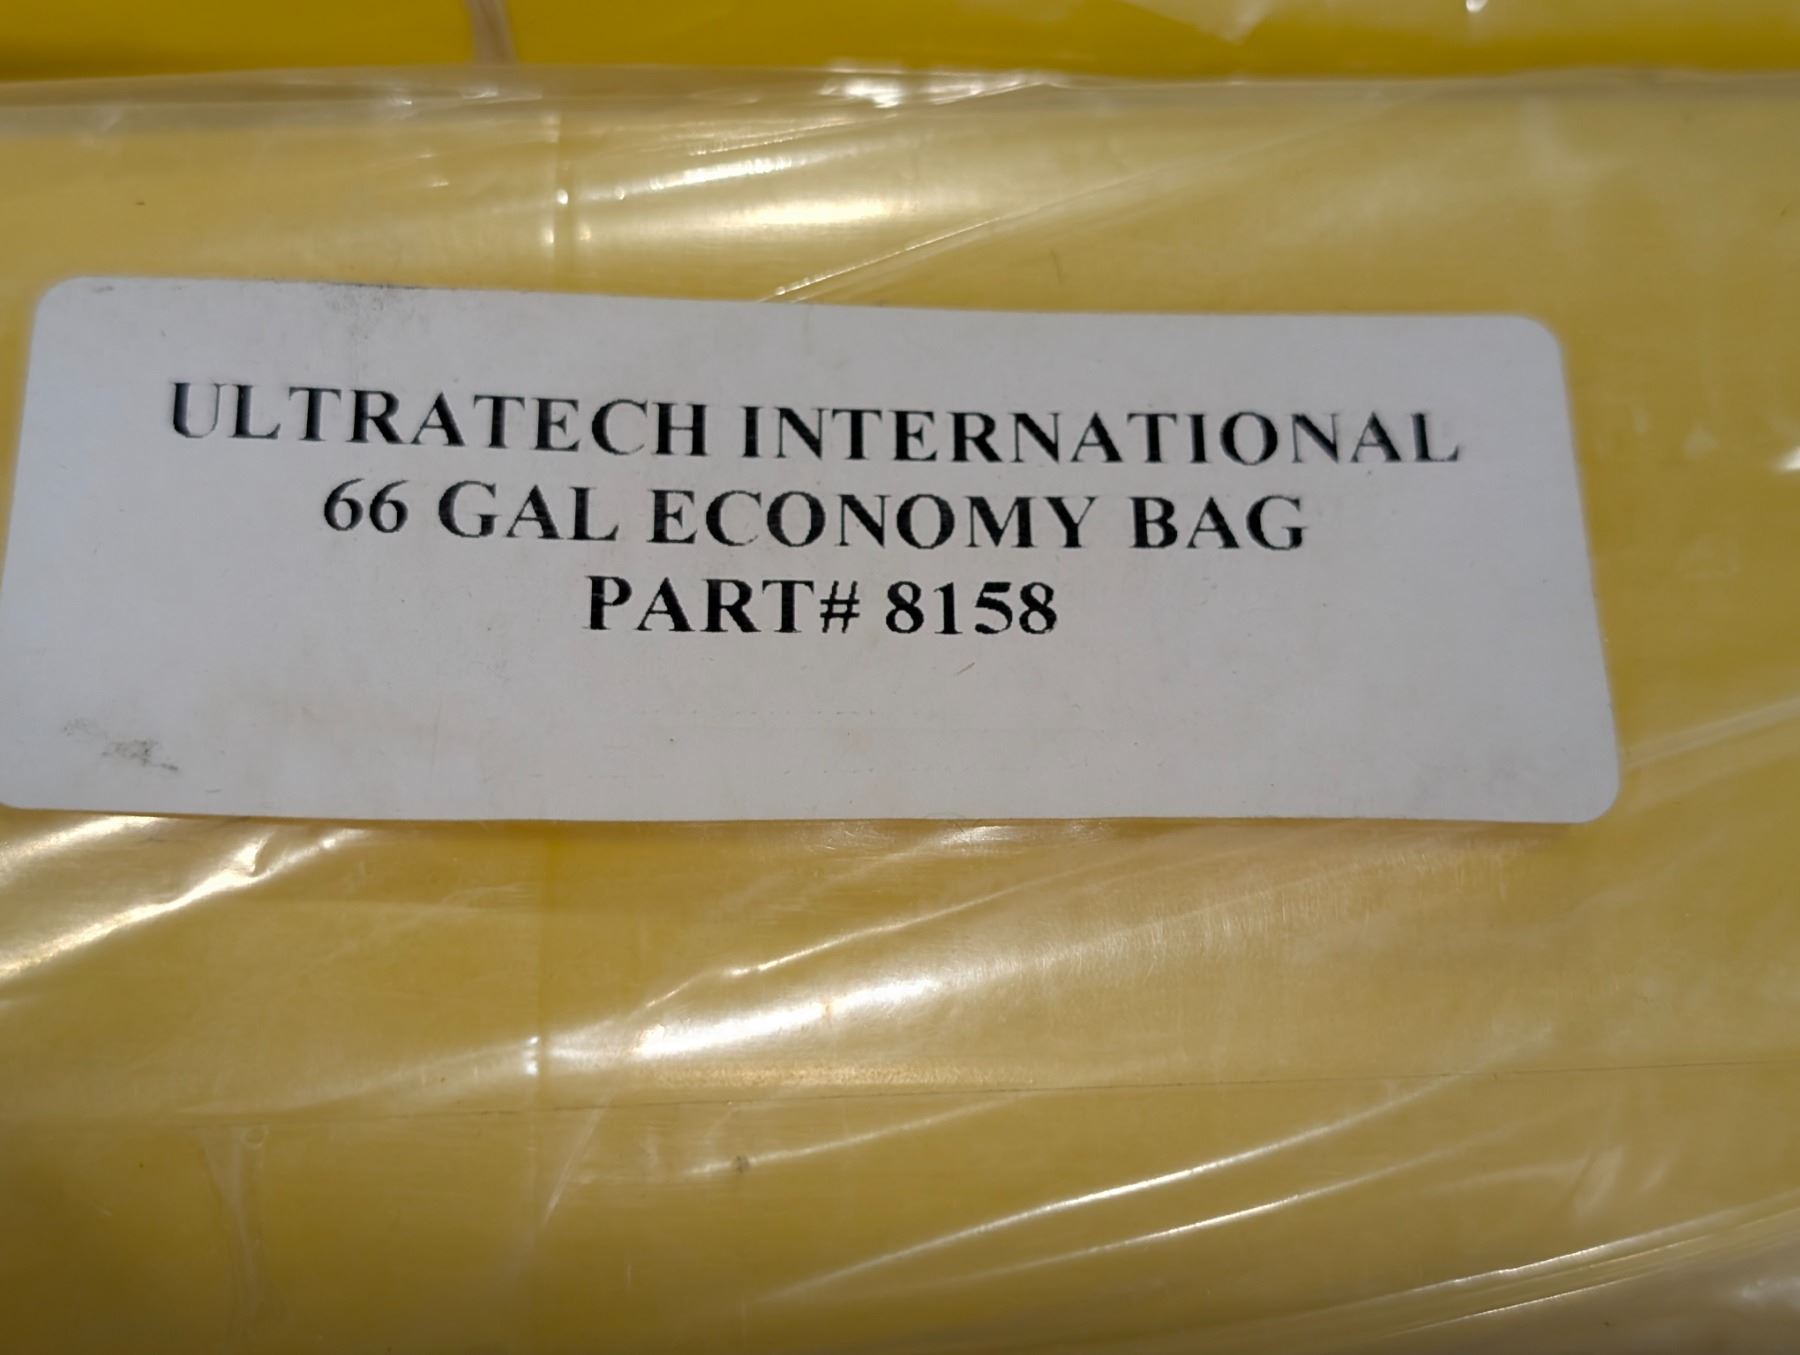 ULTRATECH INTERNATIONAL
66 GAL ECONOMY BAG
PART# 8158